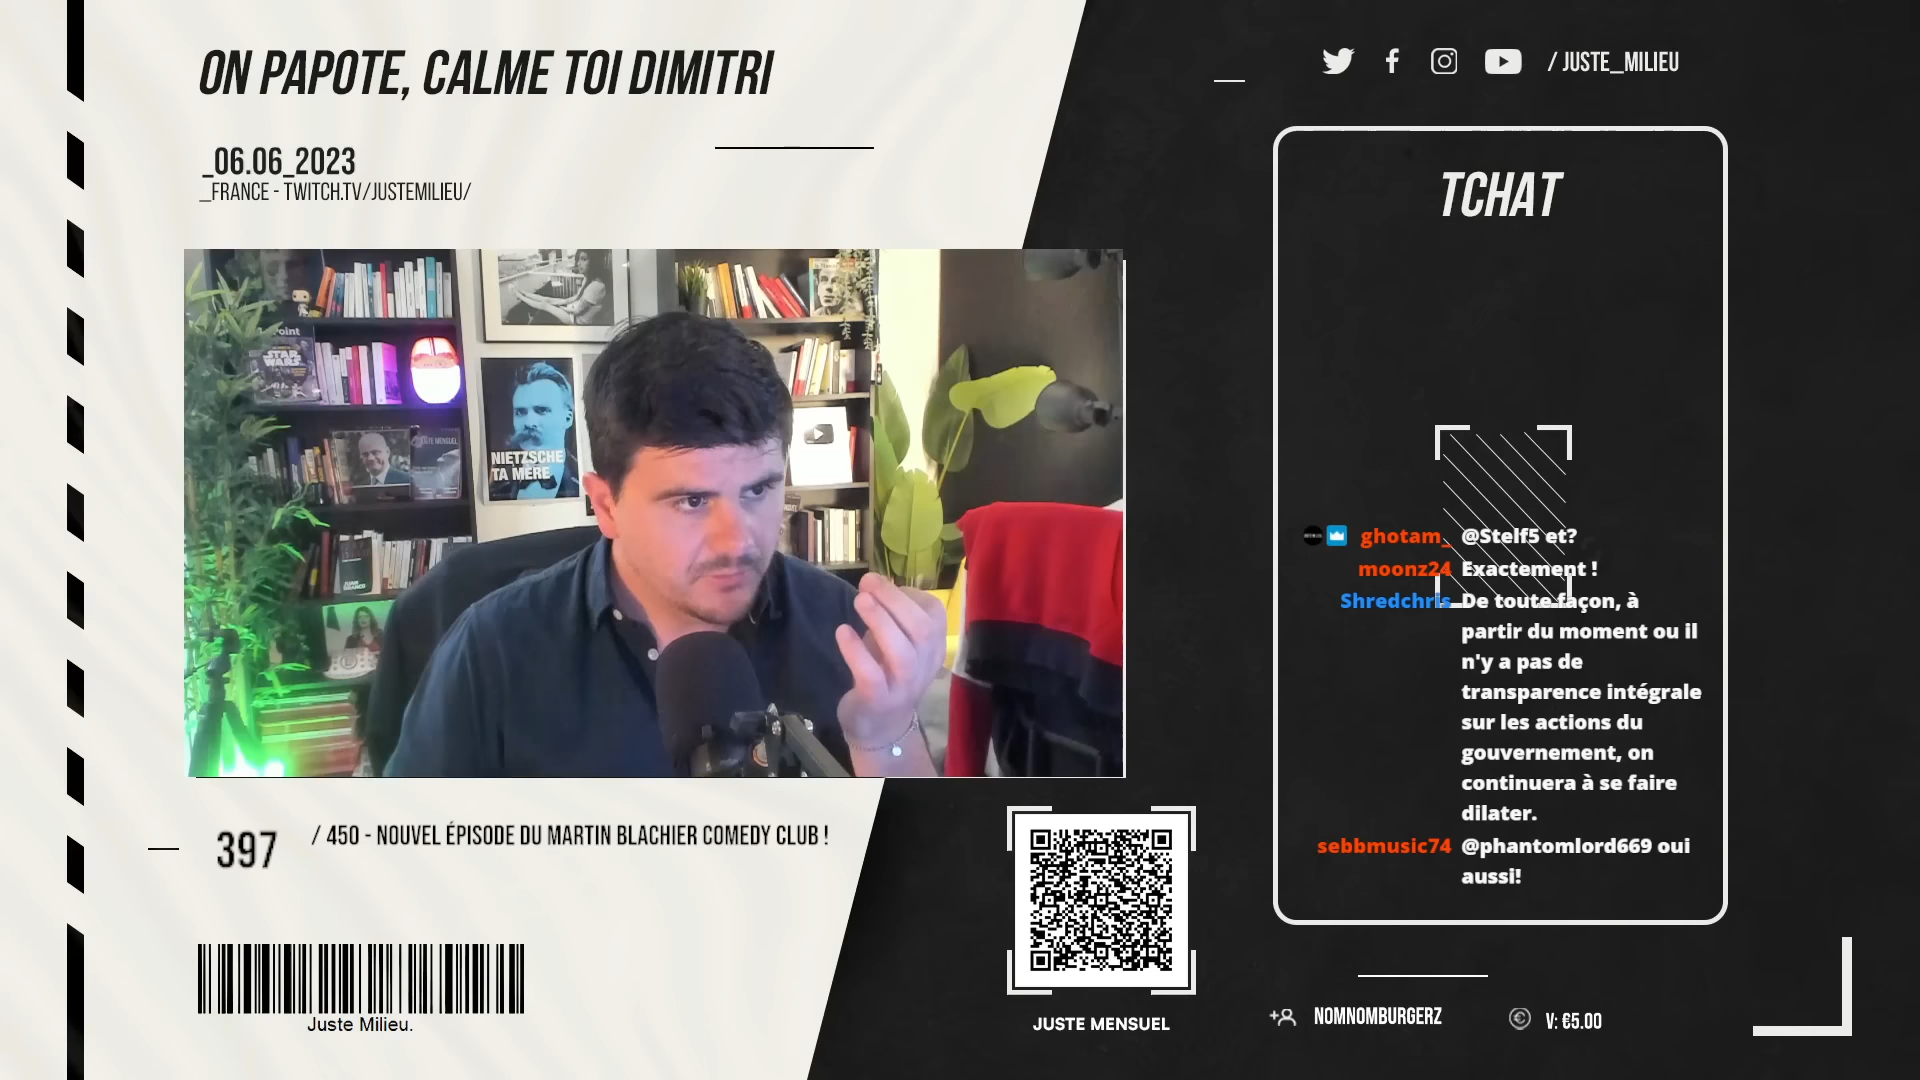 ON PAPOTE, CALME TOI DIMITRI
_06.06_2023
_FRANCE - TWITCH.TV/JUSTEMILIEU/
/ JUSTE_MILIEU
TCHAT
Point
STAR
WARS
NIETZSCHE
TA MÈRE
ghotam_ @Stelf5 et?
moonz24 Exactement !
Shredchris De toute façon, à
partir du moment ou il
n'y a pas de
transparence intégrale
sur les actions du
gouvernement, on
continuera à se faire
dilater.
sebbmusic74 @phantomlord669 oui
aussi!
397 / 450 - NOUVEL ÉPISODE DU MARTIN BLACHIER COMEDY CLUB !
Juste Milieu.
JUSTE MENSUEL
NOMNOMBURGERZ
V: €5.00